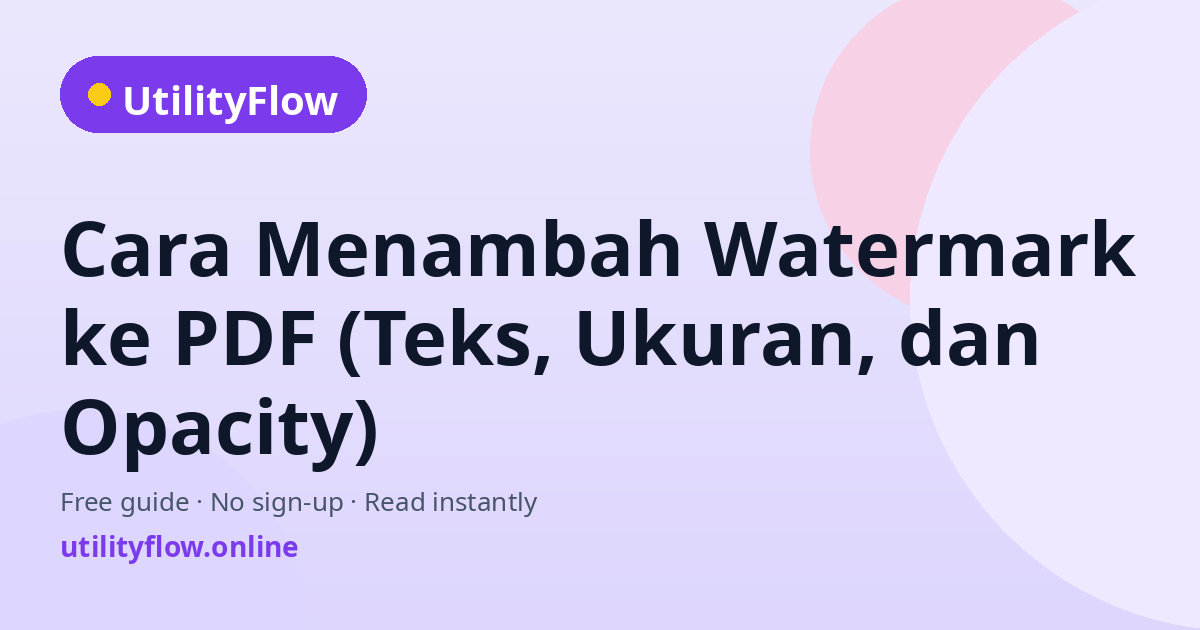 UtilityFlow
Cara Menambah Watermark
ke PDF (Teks, Ukuran, dan
Opacity)
Free guide · No sign-up · Read instantly
utilityflow.online